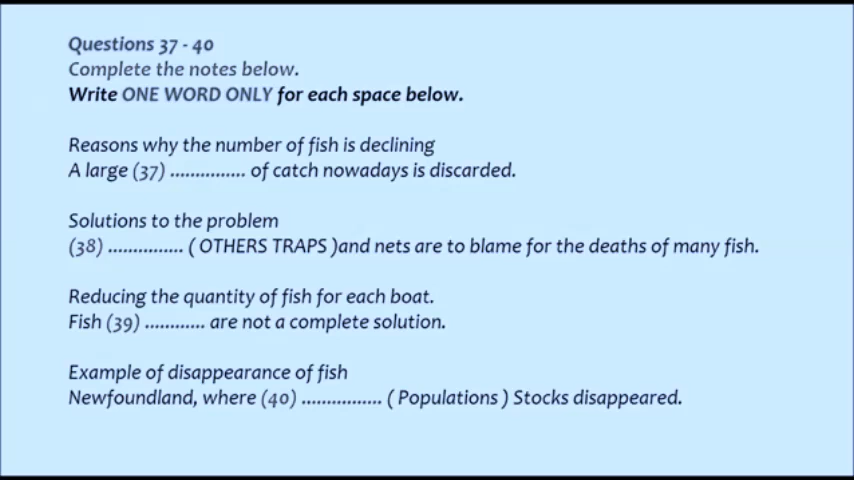 Questions 37 - 40
Complete the notes below.
Write ONE WORD ONLY for each space below.
Reasons why the number of fish is declining
A large (37) ............... of catch nowadays is discarded.
Solutions to the problem
(38) ............... ( OTHERS TRAPS )and nets are to blame for the deaths of many fish.
Reducing the quantity of fish for each boat.
Fish (39) ............ are not a complete solution.
Example of disappearance of fish
Newfoundland, where (40) ................ ( Populations ) Stocks disappeared.